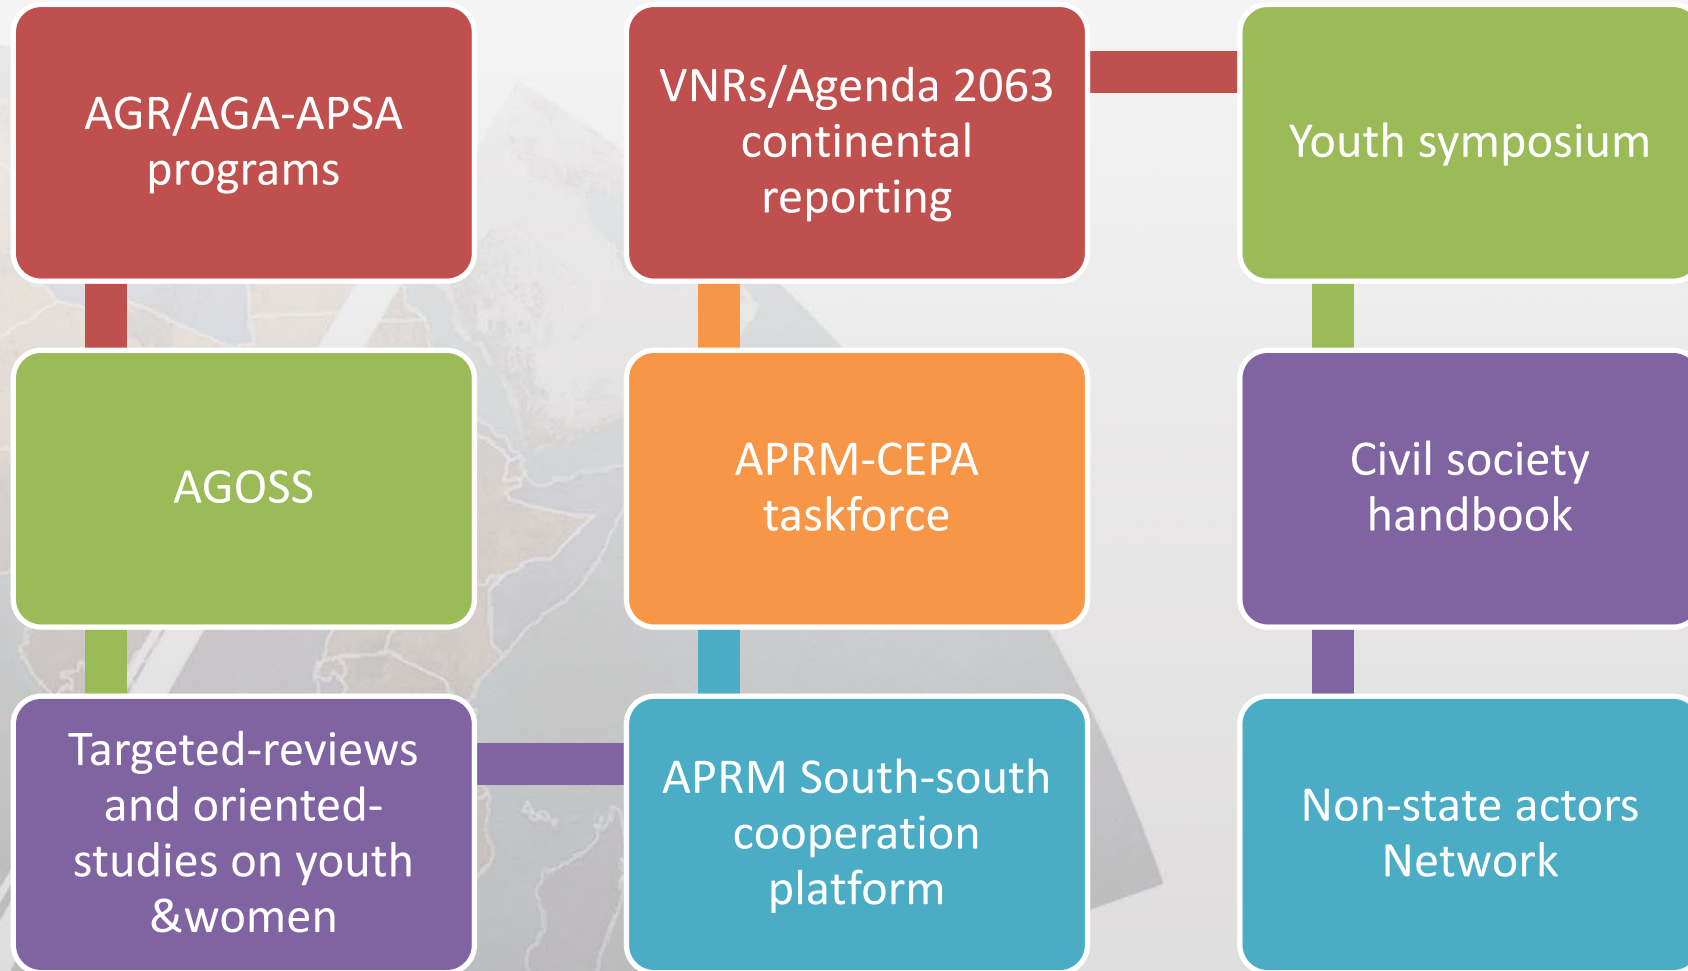 AGR/AGA-APSA
programs
AGOSS
Targeted-reviews
and oriented-
studies on youth
&women
APRM South-south
cooperation
platform
APRM-CEPA
taskforce
VNRs/Agenda 2063
continental
reporting
Youth symposium
Civil society
handbook
Non-state actors
Network